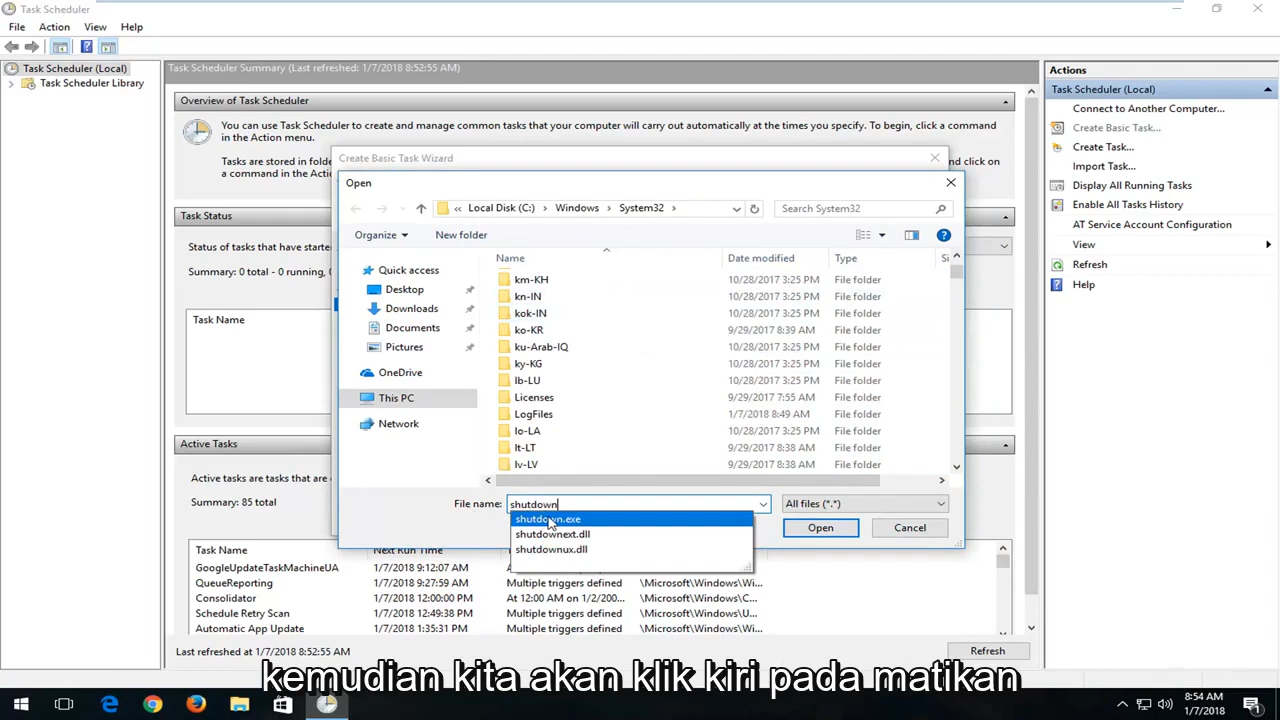 Task Scheduler
File Action View Help
Task Scheduler (Local)
Task Scheduler Library
Task Scheduler Summary (Last refreshed: 1/7/2018 8:52:55 AM)
Overview of Task Scheduler
You can use Task Scheduler to create and manage common tasks that your computer will carry out automatically at the times you specify. To begin, click a command
in the Action menu.
Tasks are stored in folde
a command in the Ac
nd click on
Create Basic Task Wizard
Task Status
Status of tasks that have starte
Summary: 0 total - 0 running,
Task Name
Open
Local Disk (C:) Windows System32
Search System32
Organize New folder
Quick access
Desktop
Downloads
Documents
Pictures
OneDrive
This PC
Network
Name Date modified Type Si
km-KH 10/28/2017 3:25 PM File folder
kn-IN 10/28/2017 3:25 PM File folder
kok-IN 10/28/2017 3:25 PM File folder
ko-KR 9/29/2017 8:39 AM File folder
ku-Arab-IQ 10/28/2017 3:25 PM File folder
ky-KG 10/28/2017 3:25 PM File folder
lb-LU 10/28/2017 3:25 PM File folder
Licenses 9/29/2017 7:55 AM File folder
LogFiles 1/7/2018 8:49 AM File folder
lo-LA 10/28/2017 3:25 PM File folder
lt-LT 9/29/2017 8:38 AM File folder
lv-LV 9/29/2017 8:38 AM File folder
File name: shutdown All files (*.*)
shutdown.exe
shutdownext.dll
shutdownux.dll
Open Cancel
Active Tasks
Active tasks are tasks that are c
Summary: 85 total
Task Name Next Run Time
GoogleUpdateTaskMachineUA 1/7/2018 9:12:07 AM
QueueReporting 1/7/2018 9:27:59 AM Multiple triggers defined \Microsoft\Windows\Wi...
Consolidator 1/7/2018 12:00:00 PM At 12:00 AM on 1/2/200... \Microsoft\Windows\C...
Schedule Retry Scan 1/7/2018 12:49:38 PM Multiple triggers defined \Microsoft\Windows\U...
Automatic App Update 1/7/2018 1:35:31 PM Multiple triggers defined \Microsoft\Windows\Wi...
Last refreshed at 1/7/2018 8:52:55 AM
Refresh
Actions
Task Scheduler (Local)
Connect to Another Computer...
Create Basic Task...
Create Task...
Import Task...
Display All Running Tasks
Enable All Tasks History
AT Service Account Configuration
View
Refresh
Help
kemudian kita akan klik kiri pada matikan
8:54 AM
1/7/2018